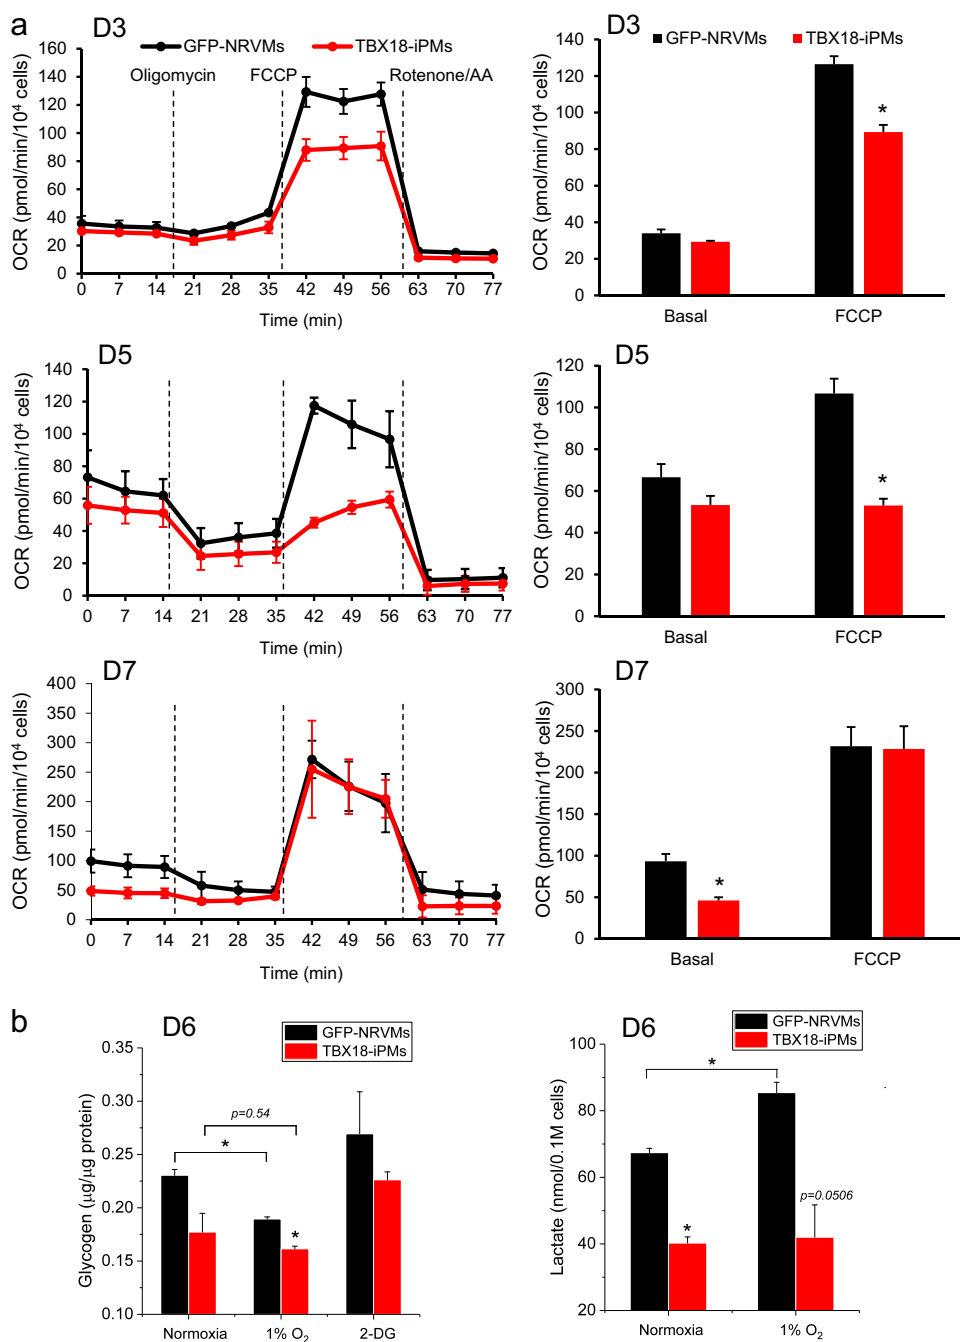 a
D3
GFP-NRVMs
TBX18-iPMs
Oligomycin
FCCP
Rotenone/AA
OCR (pmol/min/10⁴ cells)
160
140
120
100
80
60
40
20
0
0 7 14 21 28 35 42 49 56 63 70 77
Time (min)
D3
GFP-NRVMs
TBX18-iPMs
OCR (pmol/min/10⁴ cells)
140
120
100
80
60
40
20
0
*
Basal
FCCP
D5
OCR (pmol/min/10⁴ cells)
140
120
100
80
60
40
20
0
0 7 14 21 28 35 42 49 56 63 70 77
Time (min)
D5
OCR (pmol/min/10⁴ cells)
120
100
80
60
40
20
0
*
Basal
FCCP
D7
OCR (pmol/min/10⁴ cells)
400
350
300
250
200
150
100
50
0
0 7 14 21 28 35 42 49 56 63 70 77
Time (min)
D7
OCR (pmol/min/10⁴ cells)
300
250
200
150
100
50
0
*
Basal
FCCP
b
D6
GFP-NRVMs
TBX18-iPMs
Glycogen (µg/µg protein)
0.35
0.30
0.25
0.20
0.15
0.10
p=0.54
*
*
Normoxia
1% O₂
2-DG
D6
GFP-NRVMs
TBX18-iPMs
Lactate (nmol/0.1M cells)
100
80
60
40
20
*
*
p=0.0506
Normoxia
1% O₂